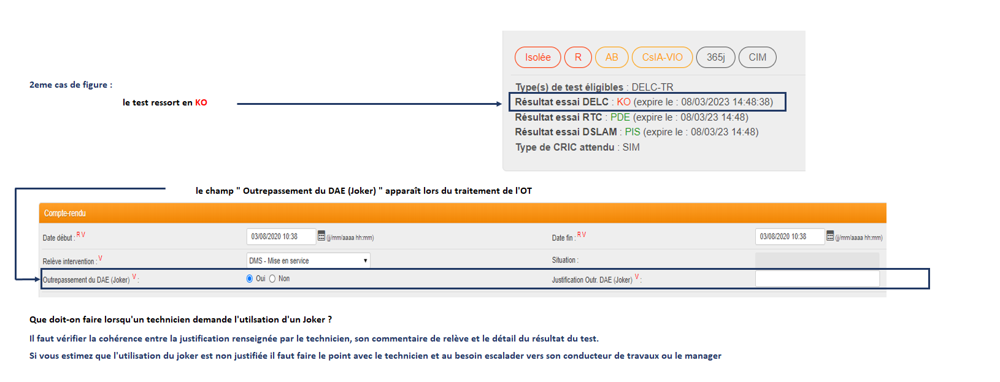 Isolée R AB CsIA-VIO 365j CIM
2eme cas de figure :
le test ressort en KO
Type(s) de test éligibles : DELC-TR
Résultat essai DELC : KO (expire le : 08/03/2023 14:48:38)
Résultat essai RTC : PDE (expire le : 08/03/23 14:48)
Résultat essai DSLAM : PIS (expire le : 08/03/23 14:48)
Type de CRIC attendu : SIM
le champ " Outrepassement du DAE (Joker) " apparaît lors du traitement de l'OT
Compte-rendu
Date début : R V 03/08/2020 10:38 (jj/mm/aaaa hh:mm) Date fin : R V 03/08/2020 10:38 (jj/mm/aaaa hh:mm)
Relève intervention : V DMS - Mise en service Situation :
Outrepassement du DAE (Joker) V : Oui Non Justification Outr. DAE (Joker) V :
Que doit-on faire lorsqu'un technicien demande l'utilsation d'un Joker ?
Il faut vérifier la cohérence entre la justification renseignée par le technicien, son commentaire de relève et le détail du résultat du test.
Si vous estimez que l'utilisation du joker est non justifiée il faut faire le point avec le technicien et au besoin escalader vers son conducteur de travaux ou le manager